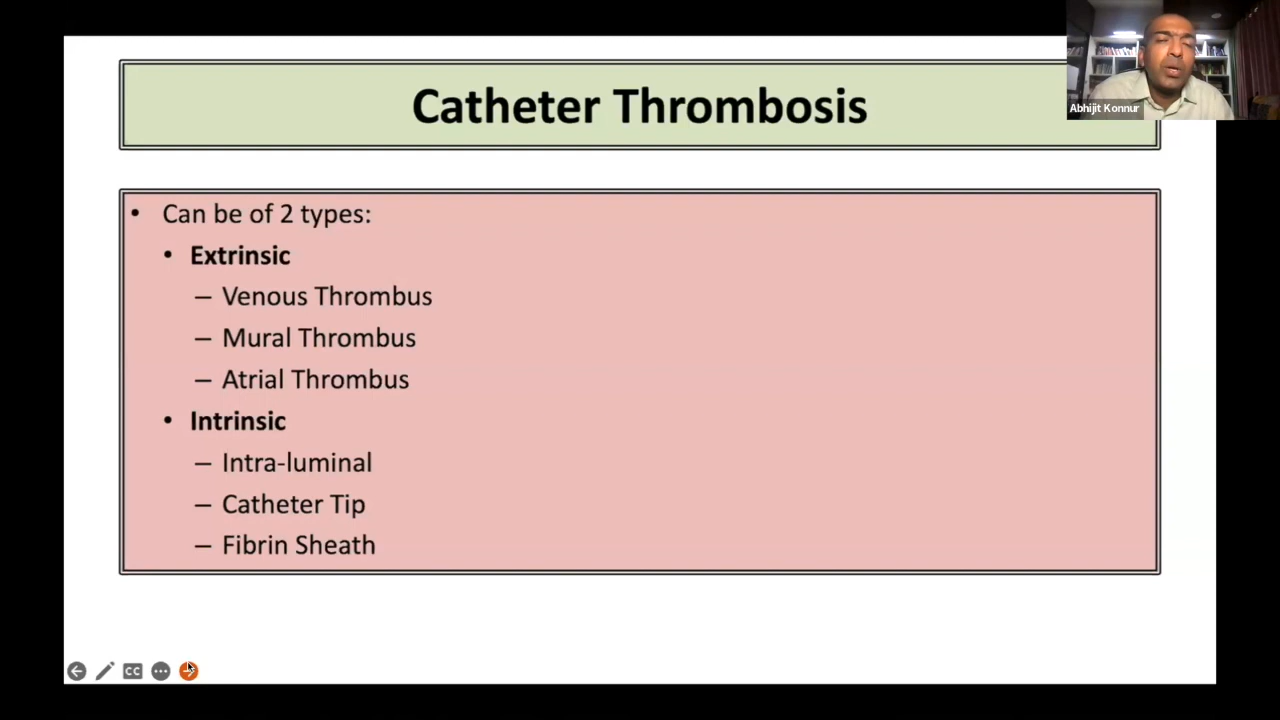 Catheter Thrombosis
Abhijit Konnur
• Can be of 2 types:
• Extrinsic
– Venous Thrombus
– Mural Thrombus
– Atrial Thrombus
• Intrinsic
– Intra-luminal
– Catheter Tip
– Fibrin Sheath
CC